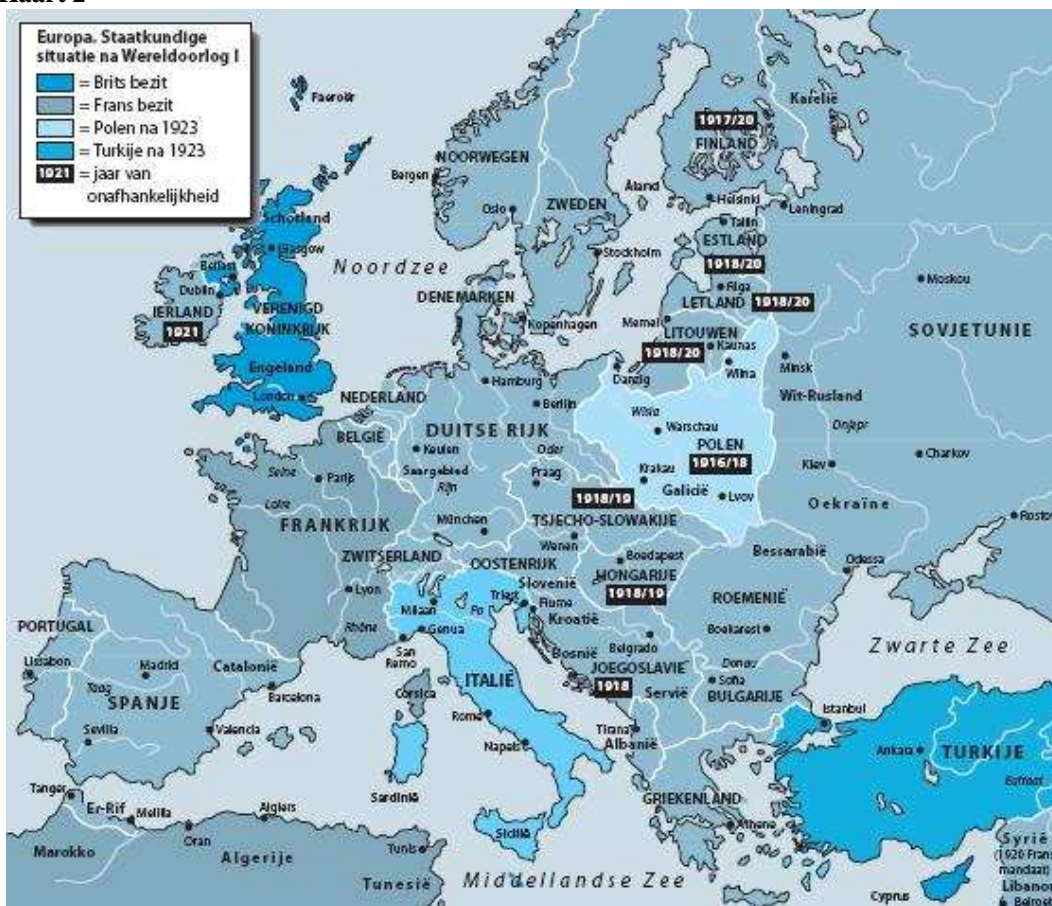 Kaart 2
Europa. Staatkundige
situatie na Wereldoorlog I
= Brits bezit
= Frans bezit
= Polen na 1923
= Turkije na 1923
1921 = jaar van
onafhankelijkheid
Faeroër
Karelië
1917/20
FINLAND
NOORWEGEN
Bergen
Oslo
ZWEDEN
Åland
Helsinki
Leningrad
Talin
Stockholm
ESTLAND
1918/20
Schotland
Glasgow
Noordzee
Moskou
Riga
LETLAND
1918/20
Belfast
Dublin
IERLAND
1921
VERENIGD
KONINKRIJK
Engeland
London
DENEMARKEN
Kopenhagen
Memel
LITOUWEN
Kaunas
1918/20
Wilna
Minsk
SOVJETUNIE
Wit-Rusland
Danzig
Hamburg
NEDERLAND
Berlijn
BELGIË
DUITSE RIJK
Keulen
Oder
Saargebied
Rijn
Praag
Wisla
Warschau
POLEN
1916/18
Krakau
Galicië
Lvov
Dnjepr
Kiev
Charkov
Oekraïne
Rostov
Seine
Parijs
Loire
FRANKRIJK
München
1918/19
TSJECHO-SLOWAKIJE
Wenen
ZWITSERLAND
OOSTENRIJK
Boedapest
HONGARIJE
1918/19
Bessarabië
Odessa
Lyon
Rhône
Milaan
Po
Genua
San
Remo
Triest
Slovenië
Fiume
Kroatië
ROEMENIË
Boekarest
Belgrado
Bosnië
JOEGOSLAVIË
1918
Servië
Donau
Sofia
BULGARIJE
Zwarte Zee
PORTUGAL
Lissabon
Taag
Madrid
SPANJE
Sevilla
Catalonië
Barcelona
Valencia
Corsica
ITALIË
Rome
Napels
Sardinië
Sicilië
Tirana
Albanië
GRIEKENLAND
Athene
Istanbul
Ankara
TURKIJE
Eufraat
Tanger
Er-Rif
Melilla
Oran
Algiers
Tunis
Marokko
Algerije
Tunesië
Middellandse Zee
Cyprus
Syrië
(1920 Frans
mandaat)
Libanon
Beiroet